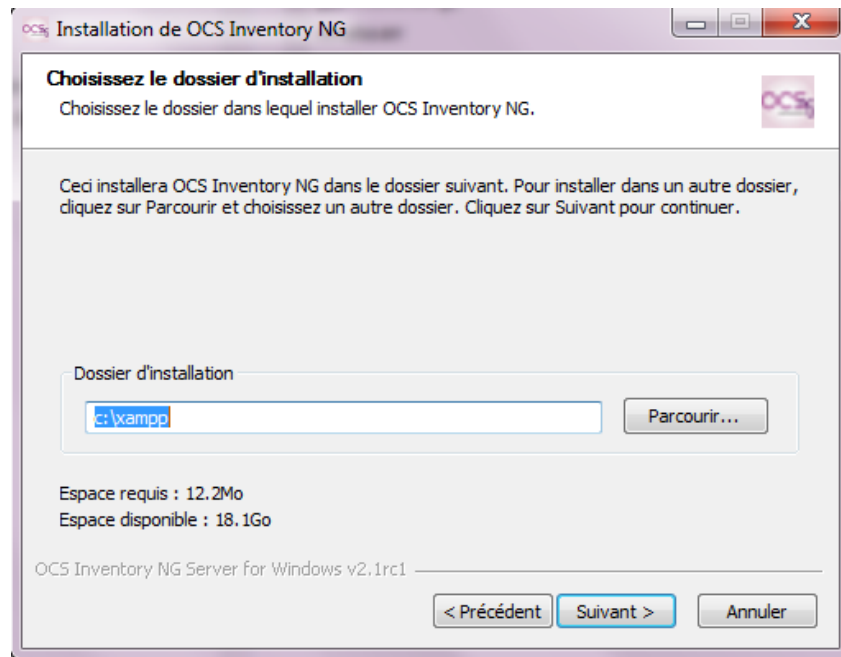 Installation de OCS Inventory NG
Choisissez le dossier d'installation
Choisissez le dossier dans lequel installer OCS Inventory NG.
OCS
Ceci installera OCS Inventory NG dans le dossier suivant. Pour installer dans un autre dossier,
cliquez sur Parcourir et choisissez un autre dossier. Cliquez sur Suivant pour continuer.
Dossier d'installation
c:\xampp
Parcourir...
Espace requis : 12.2Mo
Espace disponible : 18.1Go
OCS Inventory NG Server for Windows v2.1rc1
< Précédent
Suivant >
Annuler